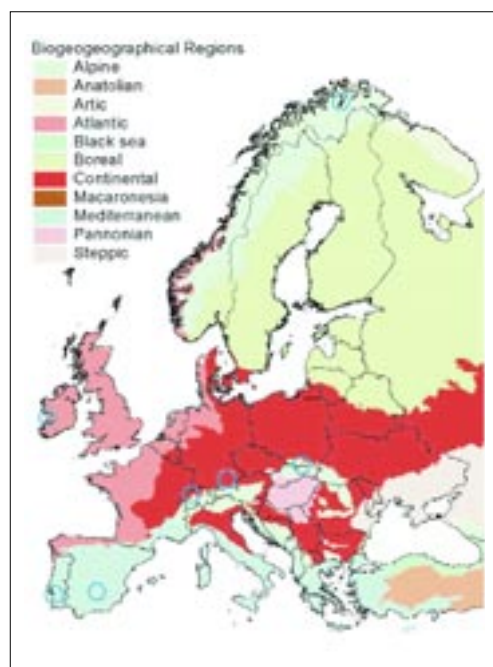 Biogeogeographical Regions
Alpine
Anatolian
Artic
Atlantic
Black sea
Boreal
Continental
Macaronesia
Mediterranean
Pannonian
Steppic